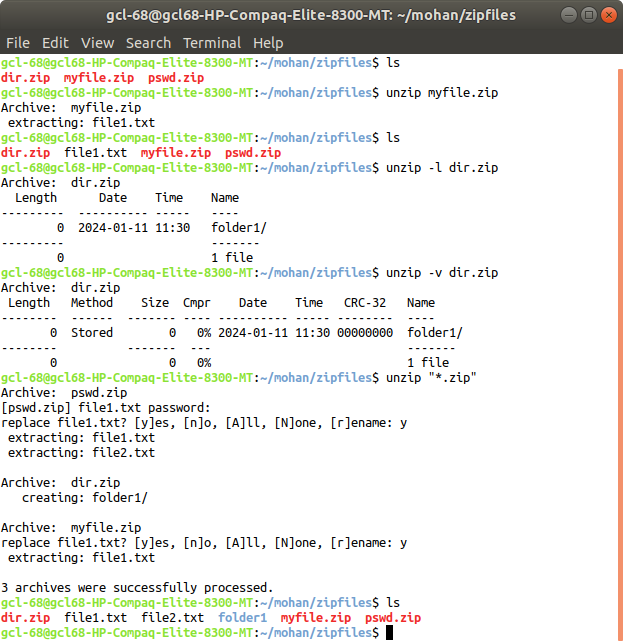 gcl-68@gcl68-HP-Compaq-Elite-8300-MT: ~/mohan/zipfiles
File Edit View Search Terminal Help
gcl-68@gcl68-HP-Compaq-Elite-8300-MT:~/mohan/zipfiles$ ls
dir.zip  myfile.zip  pswd.zip
gcl-68@gcl68-HP-Compaq-Elite-8300-MT:~/mohan/zipfiles$ unzip myfile.zip
Archive:  myfile.zip
 extracting: file1.txt
gcl-68@gcl68-HP-Compaq-Elite-8300-MT:~/mohan/zipfiles$ ls
dir.zip  file1.txt  myfile.zip  pswd.zip
gcl-68@gcl68-HP-Compaq-Elite-8300-MT:~/mohan/zipfiles$ unzip -l dir.zip
Archive:  dir.zip
  Length      Date    Time    Name
---------  ---------- -----   ----
        0  2024-01-11 11:30   folder1/
---------                     -------
        0                     1 file
gcl-68@gcl68-HP-Compaq-Elite-8300-MT:~/mohan/zipfiles$ unzip -v dir.zip
Archive:  dir.zip
 Length   Method    Size  Cmpr    Date    Time   CRC-32   Name
--------  ------  ------- ---- ---------- ----- --------  ----
       0  Stored        0   0% 2024-01-11 11:30 00000000  folder1/
--------          -------  ---                            -------
       0                0   0%                            1 file
gcl-68@gcl68-HP-Compaq-Elite-8300-MT:~/mohan/zipfiles$ unzip "*.zip"
Archive:  pswd.zip
[pswd.zip] file1.txt password:
replace file1.txt? [y]es, [n]o, [A]ll, [N]one, [r]ename: y
 extracting: file1.txt
 extracting: file2.txt
Archive:  dir.zip
   creating: folder1/
Archive:  myfile.zip
replace file1.txt? [y]es, [n]o, [A]ll, [N]one, [r]ename: y
 extracting: file1.txt
3 archives were successfully processed.
gcl-68@gcl68-HP-Compaq-Elite-8300-MT:~/mohan/zipfiles$ ls
dir.zip  file1.txt  file2.txt  folder1  myfile.zip  pswd.zip
gcl-68@gcl68-HP-Compaq-Elite-8300-MT:~/mohan/zipfiles$